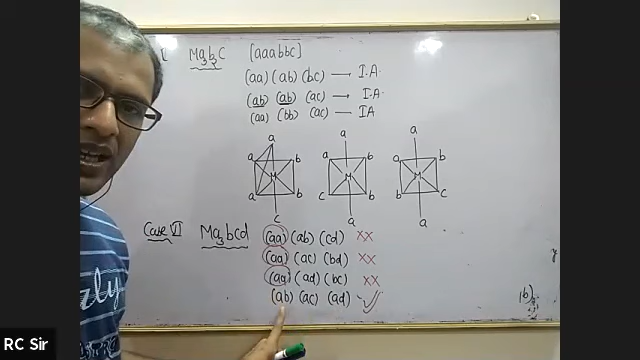 Ma3b2C [aaabbc]
(aa) (ab) (bc) — I.A.
(ab) (ab) (ac) — I.A.
(aa) (bb) (ac) — IA
a a a
a b a b a b
M M M
a b c b b c
c a a
Case VI Ma3bcd (aa) (ab) (cd) XX
(aa) (ac) (bd) XX
(aa) (ad) (bc) XX
(ab) (ac) (ad) ✓
RC Sir